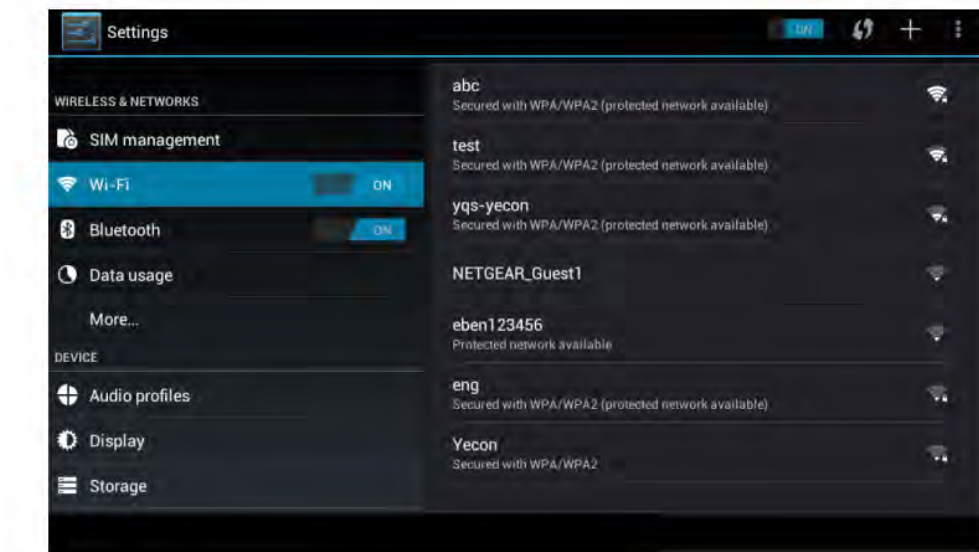 Settings
ON
WIRELESS & NETWORKS
SIM management
Wi-Fi
ON
Bluetooth
ON
Data usage
More...
DEVICE
Audio profiles
Display
Storage
abc
Secured with WPA/WPA2 (protected network available)
test
Secured with WPA/WPA2 (protected network available)
yqs-yecon
Secured with WPA/WPA2 (protected network available)
NETGEAR_Guest1
eben123456
Protected network available
eng
Secured with WPA/WPA2 (protected network available)
Yecon
Secured with WPA/WPA2